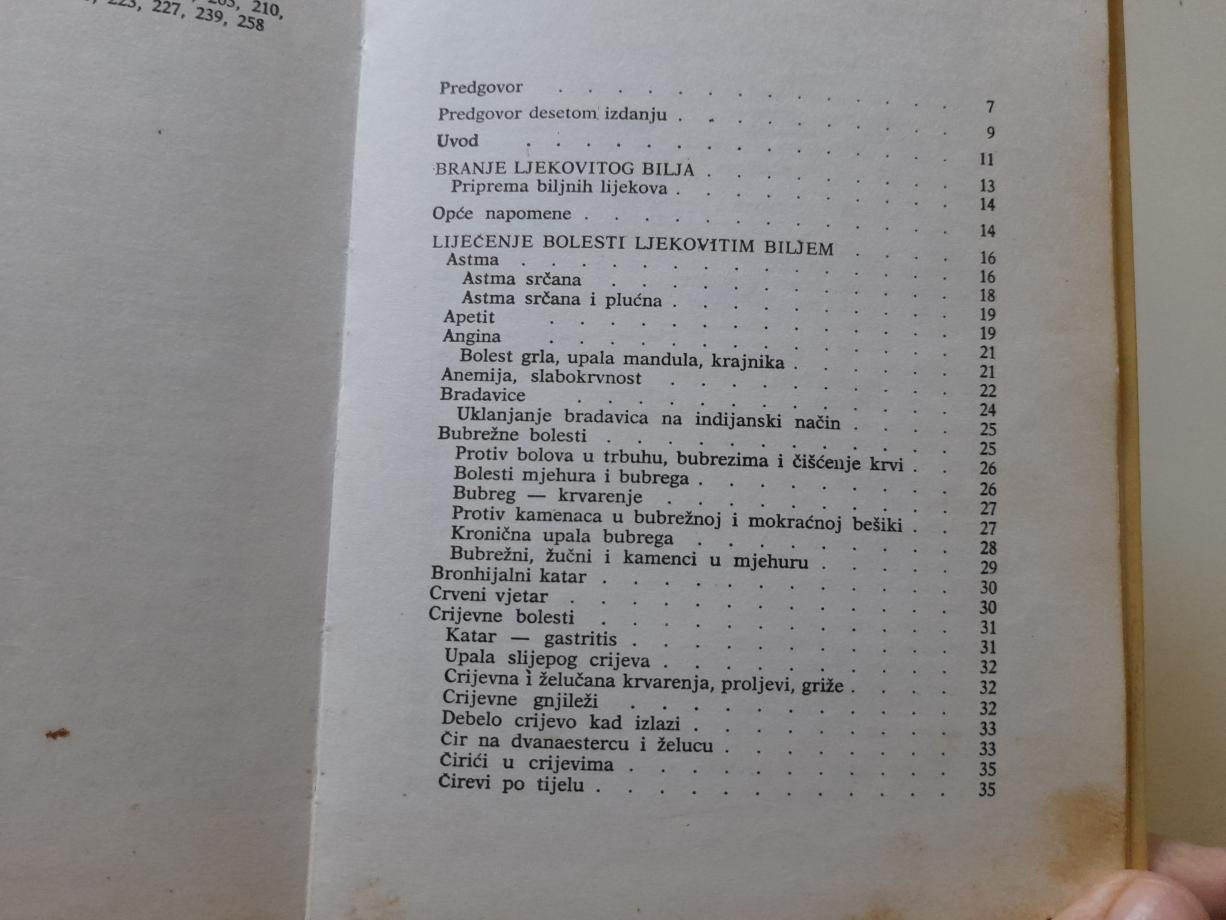 210,
223, 227, 239, 258
Predgovor . . . . . . . . . . . 7
Predgovor desetom izdanju . . . . . . . . 9
Uvod . . . . . . . . . . . 11
BRANJE LJEKOVITOG BILJA . . . . . . . 13
Priprema biljnih lijekova . . . . . . . . 14
Opće napomene . . . . . . . . . . 14
LIJEČENJE BOLESTI LJEKOVITIM BILJEM . . . . 16
Astma . . . . . . . . . . . 16
Astma srčana . . . . . . . . . 18
Astma srčana i plućna . . . . . . . . 19
Apetit . . . . . . . . . . 19
Angina . . . . . . . . . . 21
Bolest grla, upala mandula, krajnika . . . . . 21
Anemija, slabokrvnost . . . . . . . . 22
Bradavice . . . . . . . . . . 24
Uklanjanje bradavica na indijanski način . . . . 25
Bubrežne bolesti . . . . . . . . . 25
Protiv bolova u trbuhu, bubrezima i čišćenje krvi . . 26
Bolesti mjehura i bubrega . . . . . . . . 26
Bubreg — krvarenje . . . . . . . . 27
Protiv kamenaca u bubrežnoj i mokraćnoj bešiki . . 27
Kronična upala bubrega . . . . . . . 28
Bubrežni, žučni i kamenci u mjehuru . . . . . 29
Bronhijalni katar . . . . . . . . . 30
Crveni vjetar . . . . . . . . . . 30
Crijevne bolesti . . . . . . . . . 31
Katar — gastritis . . . . . . . . . 31
Upala slijepog crijeva . . . . . . . . 32
Crijevna i želučana krvarenja, proljevi, griže . . . . 32
Crijevne gnjileži . . . . . . . . . 32
Debelo crijevo kad izlazi . . . . . . . . 33
Čir na dvanaestercu i želucu . . . . . . . 33
Čirići u crijevima . . . . . . . . . 35
Čirevi po tijelu . . . . . . . . . . 35